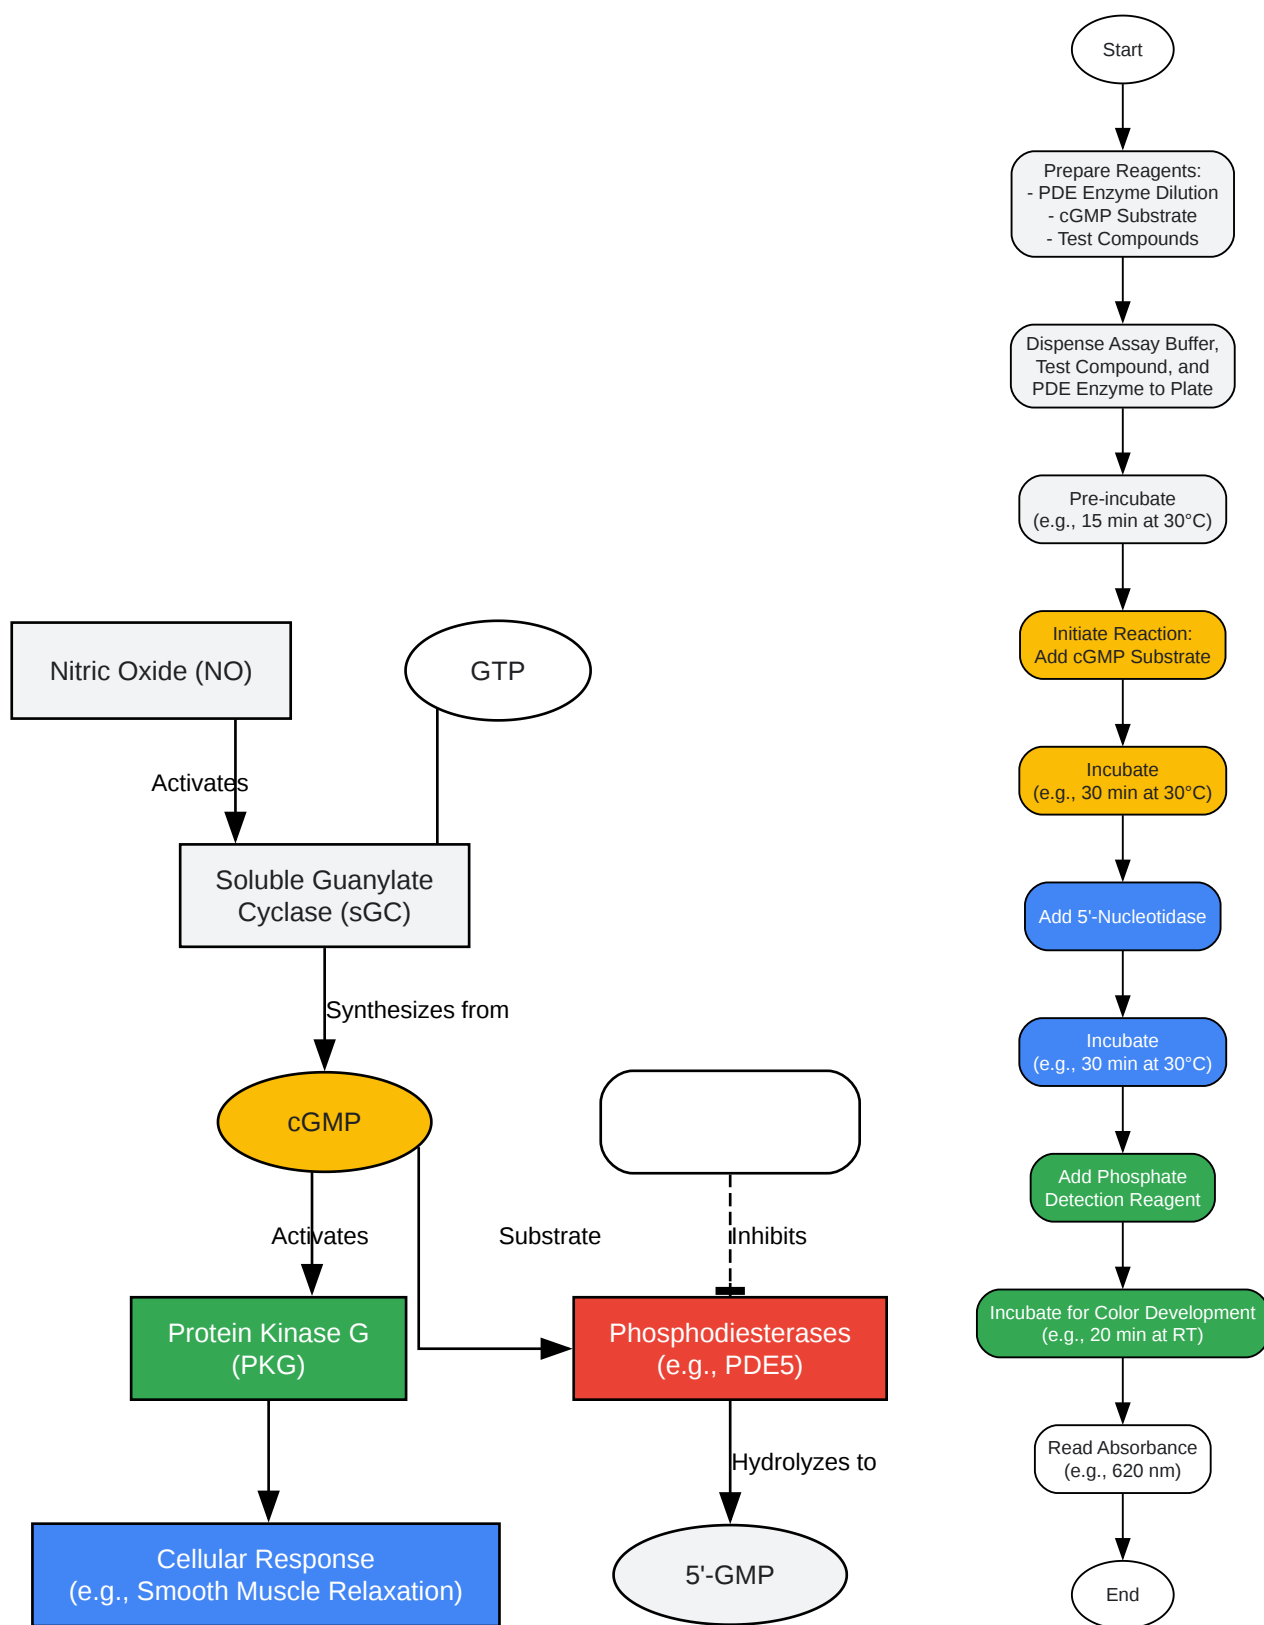 Nitric Oxide (NO)
GTP
Activates
Soluble Guanylate
Cyclase (sGC)
Synthesizes from
cGMP
Activates
Substrate
Inhibits
Protein Kinase G
(PKG)
Phosphodiesterases
(e.g., PDE5)
Hydrolyzes to
Cellular Response
(e.g., Smooth Muscle Relaxation)
5'-GMP
Start
Prepare Reagents:
- PDE Enzyme Dilution
- cGMP Substrate
- Test Compounds
Dispense Assay Buffer,
Test Compound, and
PDE Enzyme to Plate
Pre-incubate
(e.g., 15 min at 30°C)
Initiate Reaction:
Add cGMP Substrate
Incubate
(e.g., 30 min at 30°C)
Add 5'-Nucleotidase
Incubate
(e.g., 30 min at 30°C)
Add Phosphate
Detection Reagent
Incubate for Color Development
(e.g., 20 min at RT)
Read Absorbance
(e.g., 620 nm)
End